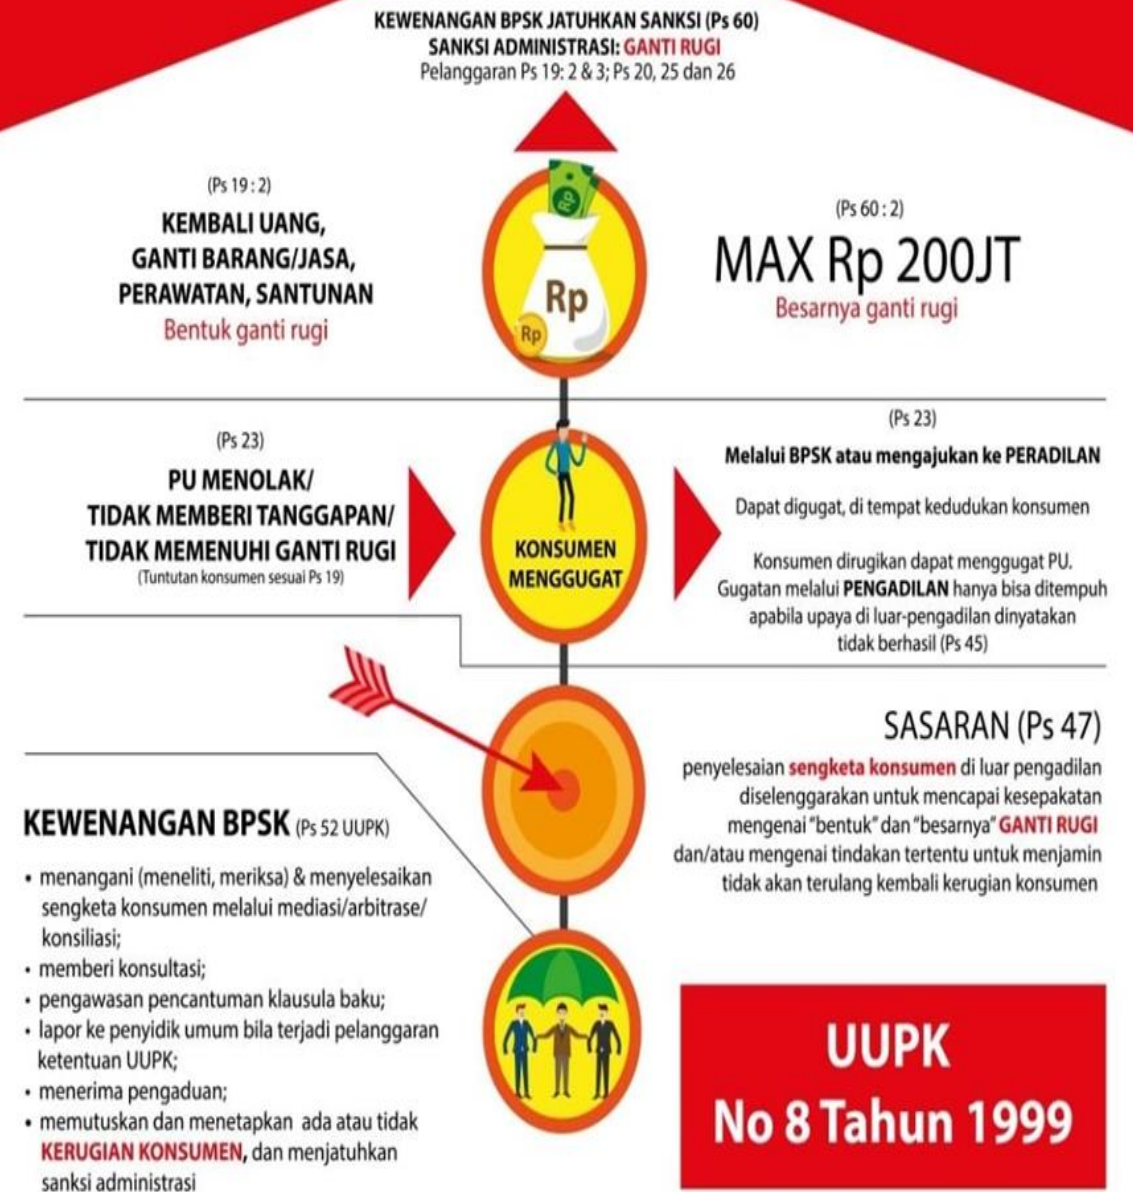 KEWENANGAN BPSK JATUHKAN SANKSI (Ps 60)
SANKSI ADMINISTRASI: GANTI RUGI
Pelanggaran Ps 19: 2 & 3; Ps 20, 25 dan 26
(Ps 19 : 2)
KEMBALI UANG,
GANTI BARANG/JASA,
PERAWATAN, SANTUNAN
Bentuk ganti rugi
Rp
Rp
Rp
(Ps 60 : 2)
MAX Rp 200JT
Besarnya ganti rugi
(Ps 23)
PU MENOLAK/
TIDAK MEMBERI TANGGAPAN/
TIDAK MEMENUHI GANTI RUGI
(Tuntutan konsumen sesuai Ps 19)
KONSUMEN
MENGGUGAT
(Ps 23)
Melalui BPSK atau mengajukan ke PERADILAN
Dapat digugat, di tempat kedudukan konsumen
Konsumen dirugikan dapat menggugat PU.
Gugatan melalui PENGADILAN hanya bisa ditempuh
apabila upaya di luar-pengadilan dinyatakan
tidak berhasil (Ps 45)
SASARAN (Ps 47)
penyelesaian sengketa konsumen di luar pengadilan
diselenggarakan untuk mencapai kesepakatan
mengenai "bentuk" dan "besarnya" GANTI RUGI
dan/atau mengenai tindakan tertentu untuk menjamin
tidak akan terulang kembali kerugian konsumen
KEWENANGAN BPSK (Ps 52 UUPK)
• menangani (meneliti, meriksa) & menyelesaikan
sengketa konsumen melalui mediasi/arbitrase/
konsiliasi;
• memberi konsultasi;
• pengawasan pencantuman klausula baku;
• lapor ke penyidik umum bila terjadi pelanggaran
ketentuan UUPK;
• menerima pengaduan;
• memutuskan dan menetapkan ada atau tidak
KERUGIAN KONSUMEN, dan menjatuhkan
sanksi administrasi
UUPK
No 8 Tahun 1999